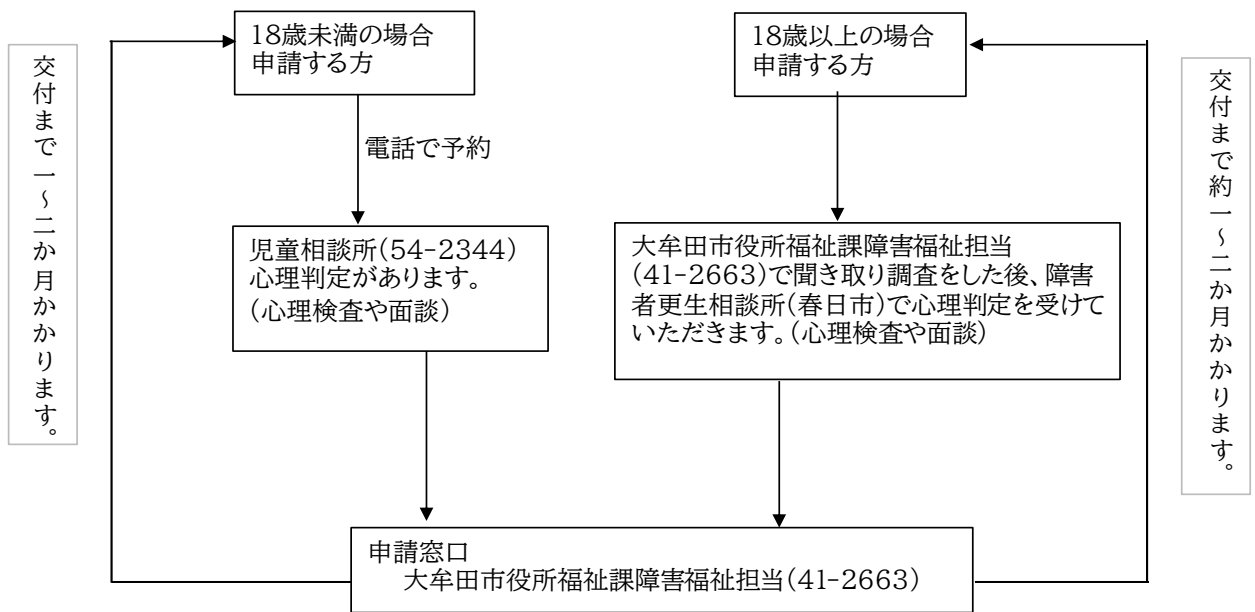 18歳未満の場合
申請する方
18歳以上の場合
申請する方
交付まで一～二か月かかります。
交付まで約一～二か月かかります。
電話で予約
児童相談所(54-2344)
心理判定があります。
(心理検査や面談)
大牟田市役所福祉課障害福祉担当
(41-2663)で聞き取り調査をした後、障害
者更生相談所(春日市)で心理判定を受けて
いただきます。(心理検査や面談)
申請窓口
大牟田市役所福祉課障害福祉担当(41-2663)